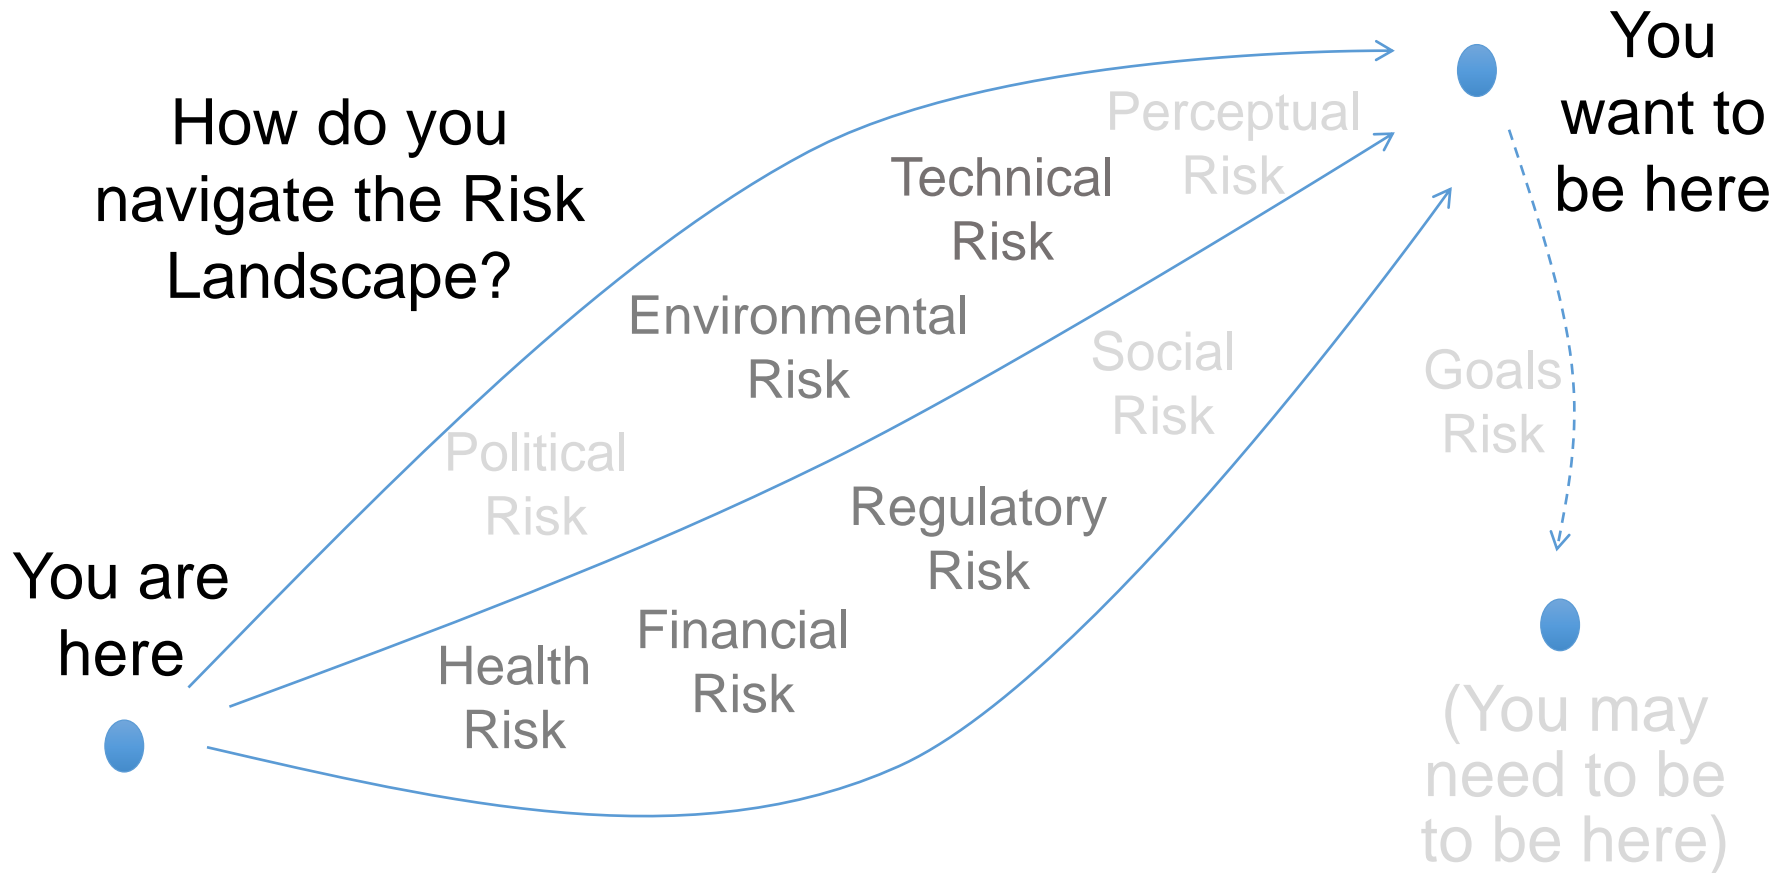 How do you
navigate the Risk
Landscape?
You
want to
be here
Perceptual
Risk
Technical
Risk
Environmental
Risk
Social
Risk
Goals
Risk
Political
Risk
Regulatory
Risk
You are
here
Financial
Risk
Health
Risk
(You may
need to be
to be here)